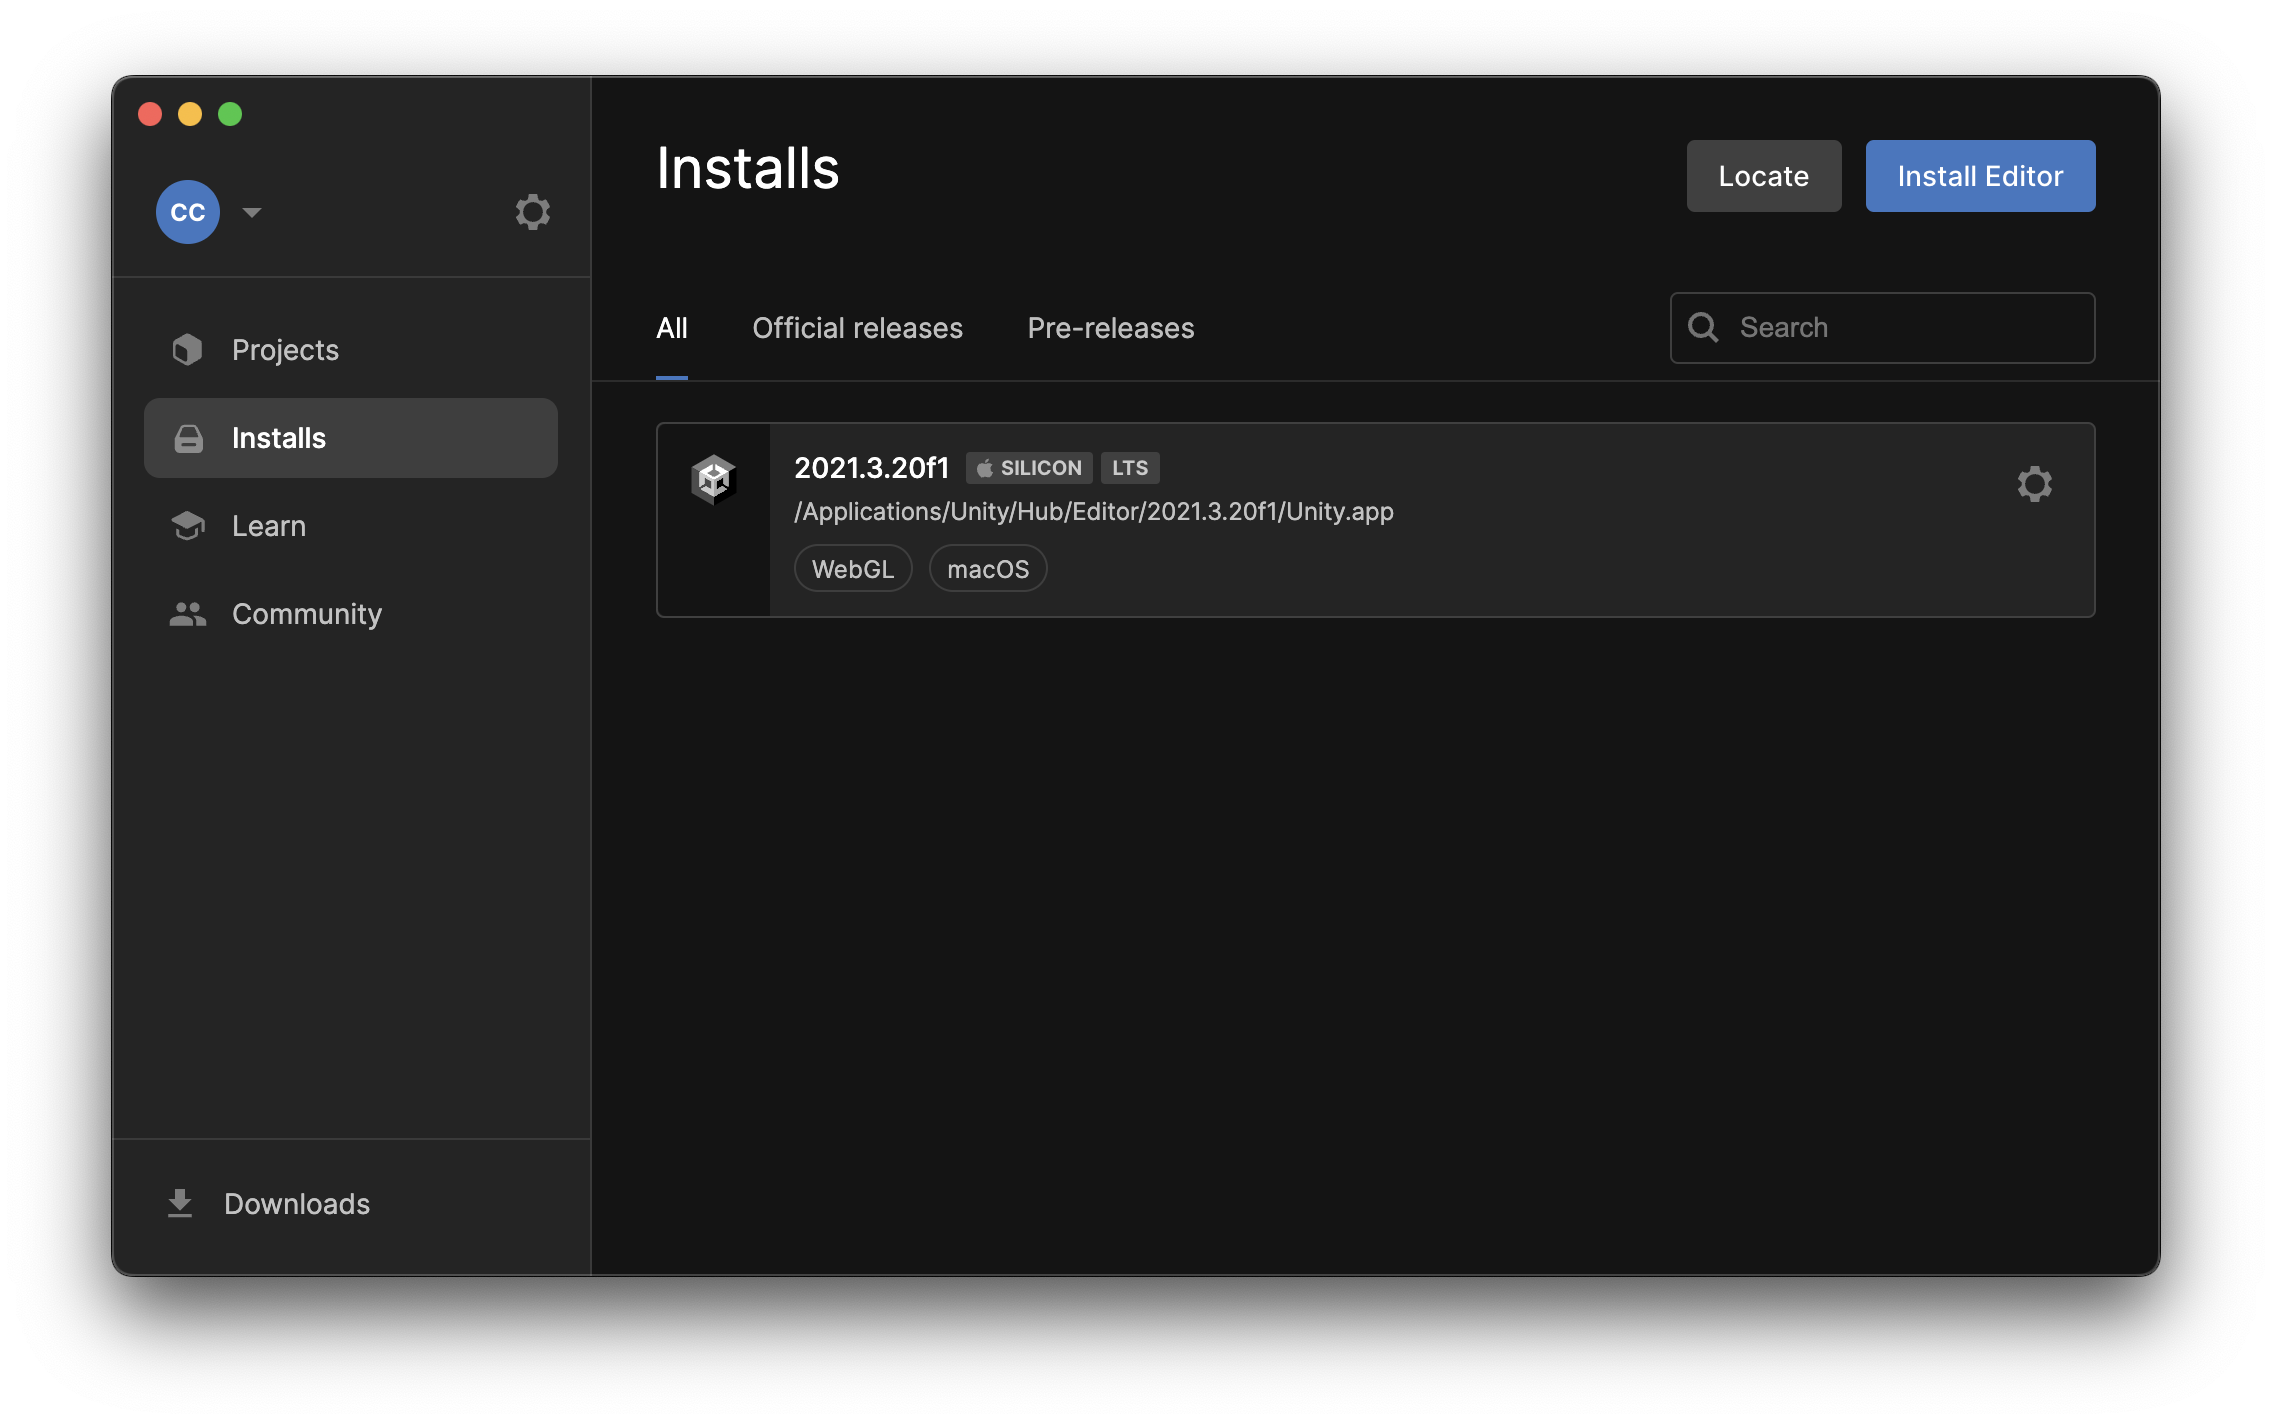 CC
Projects
Installs
Learn
Community
Downloads
Installs
Locate
Install Editor
All
Official releases
Pre-releases
Search
2021.3.20f1 SILICON LTS
/Applications/Unity/Hub/Editor/2021.3.20f1/Unity.app
WebGL macOS